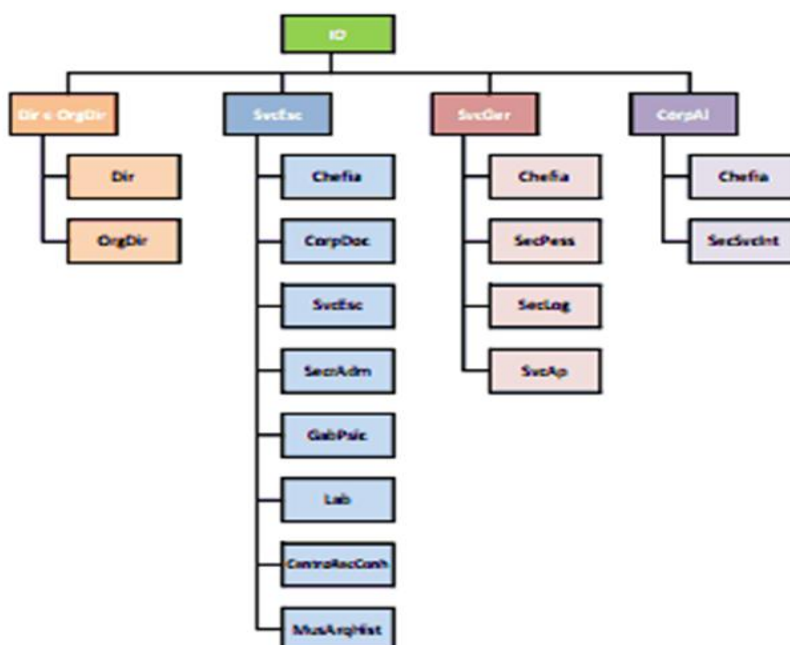 IO
Dir e OrgDir
SvcEsc
SvcGer
CorpAl
Dir
OrgDir
Chefia
CorpDoc
SvcEsc
SecrAdm
GabPsic
Lab
CentroRecConh
MusArqHist
Chefia
SecPess
SecLog
SvcAp
Chefia
SecSvcInt